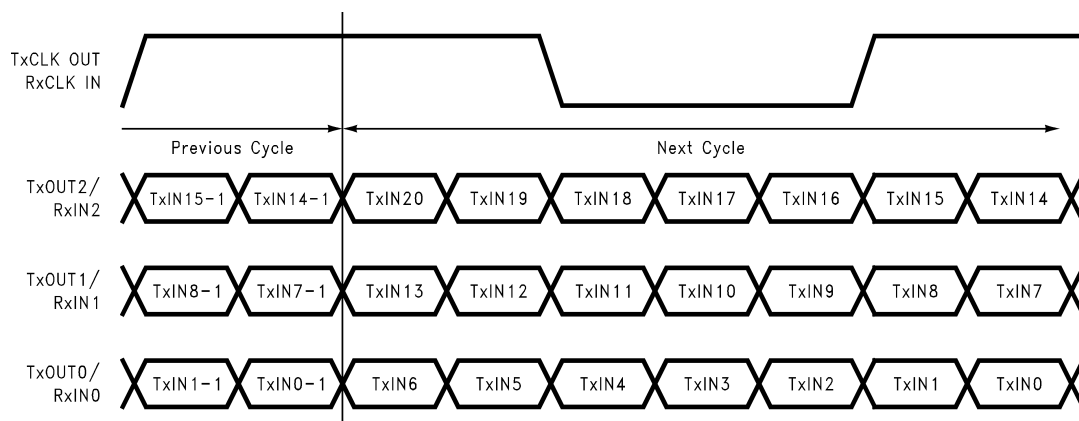 TxCLK OUT
RxCLK IN
Previous Cycle
Next Cycle
TxOUT2/
RxIN2
TxIN15-1 TxIN14-1 TxIN20 TxIN19 TxIN18 TxIN17 TxIN16 TxIN15 TxIN14
TxOUT1/
RxIN1
TxIN8-1 TxIN7-1 TxIN13 TxIN12 TxIN11 TxIN10 TxIN9 TxIN8 TxIN7
TxOUT0/
RxIN0
TxIN1-1 TxIN0-1 TxIN6 TxIN5 TxIN4 TxIN3 TxIN2 TxIN1 TxIN0